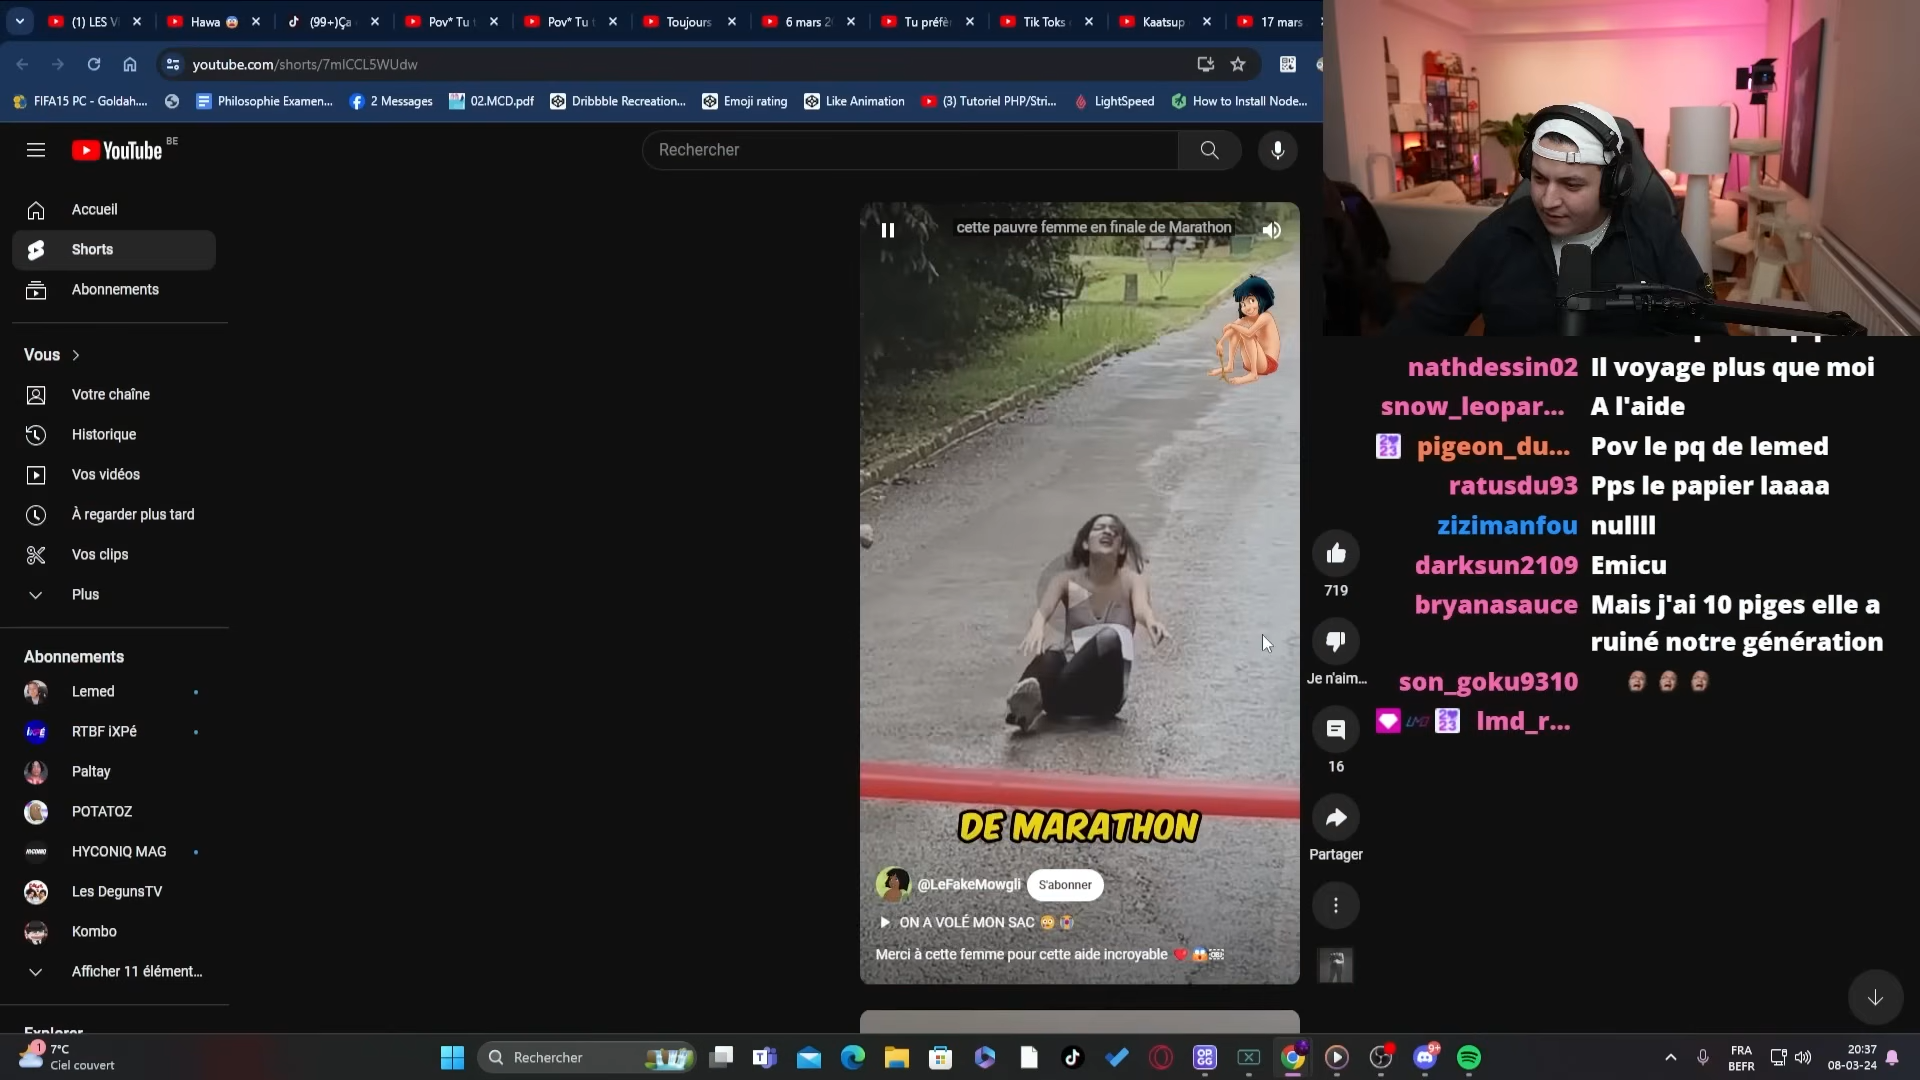 (1) LES V
Hawa
(99+)Ça
Pov* Tu
Pov* Tu
Toujours
6 mars 2
Tu préfè
Tik Toks
Kaatsup
17 mars
youtube.com/shorts/7mlCCL5WUdw
FIFA15 PC - Goldah....
Philosophie Examen...
2 Messages
02.MCD.pdf
Dribbble Recreation...
Emoji rating
Like Animation
(3) Tutoriel PHP/Stri...
LightSpeed
How to Install Node...
YouTube BE
Rechercher
Accueil
Shorts
Abonnements
Vous
Votre chaîne
Historique
Vos vidéos
À regarder plus tard
Vos clips
Plus
Abonnements
Lemed
RTBF iXPé
Paltay
POTATOZ
HYCONIQ MAG
Les DegunsTV
Kombo
Afficher 11 élément...
Explorer
cette pauvre femme en finale de Marathon
DE MARATHON
@LeFakeMowgli
S'abonner
ON A VOLÉ MON SAC 😳
Merci à cette femme pour cette aide incroyable ❤️ 😱
719
Je n'aim...
16
Partager
nathdessin02 Il voyage plus que moi
snow_leopar... A l'aide
pigeon_du... Pov le pq de lemed
ratusdu93 Pps le papier laaaa
zizimanfou nullll
darksun2109 Emicu
bryanasauce Mais j'ai 10 piges elle a
ruiné notre génération
son_goku9310
lmd_r...
7°C
Ciel couvert
Rechercher
FRA
BEFR
20:37
08-03-24